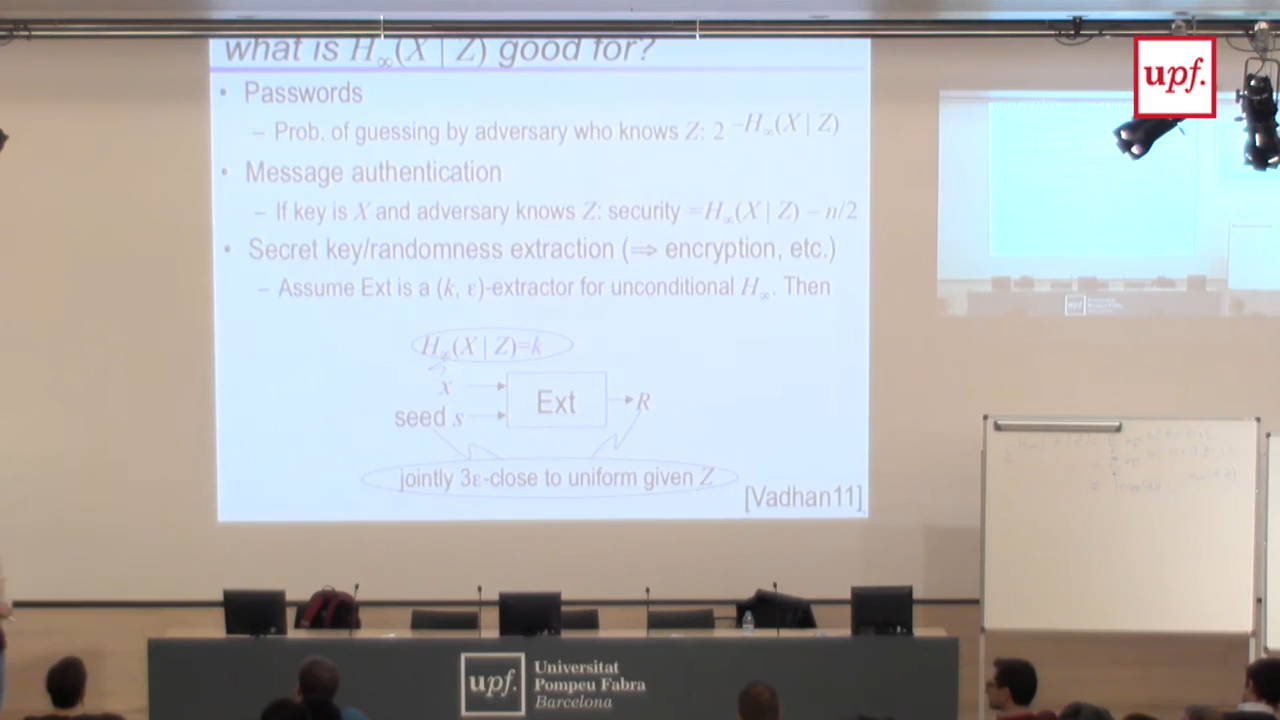 what is H∞(X | Z) good for?
• Passwords
– Prob. of guessing by adversary who knows Z: 2 –H∞(X | Z)
• Message authentication
– If key is X and adversary knows Z: security =H∞(X | Z) – n/2
• Secret key/randomness extraction (⇒ encryption, etc.)
– Assume Ext is a (k, ε)-extractor for unconditional H∞. Then
H∞(X | Z)=k
x
Ext
R
seed s
jointly 3ε-close to uniform given Z
[Vadhan11]
upf.
upf.
Universitat
Pompeu Fabra
Barcelona